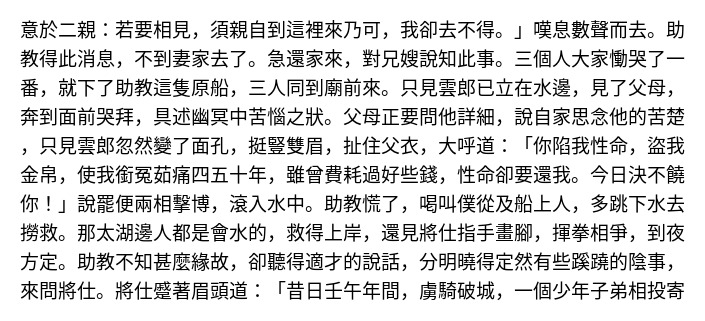 意於二親：若要相見，須親自到這裡來乃可，我卻去不得。」嘆息數聲而去。助
教得此消息，不到妻家去了。急還家來，對兄嫂說知此事。三個人大家慟哭了一
番，就下了助教這隻原船，三人同到廟前來。只見雲郎已立在水邊，見了父母，
奔到面前哭拜，具述幽冥中苦惱之狀。父母正要問他詳細，說自家思念他的苦楚
，只見雲郎忽然變了面孔，挺豎雙眉，扯住父衣，大呼道：「你陷我性命，盜我
金帛，使我銜冤茹痛四五十年，雖曾費耗過好些錢，性命卻要還我。今日決不饒
你！」說罷便兩相擊博，滾入水中。助教慌了，喝叫僕從及船上人，多跳下水去
撈救。那太湖邊人都是會水的，救得上岸，還見將仕指手畫腳，揮拳相爭，到夜
方定。助教不知甚麼緣故，卻聽得適才的說話，分明曉得定然有些蹊蹺的陰事，
來問將仕。將仕蹙著眉頭道：「昔日壬午年間，虜騎破城，一個少年子弟相投寄